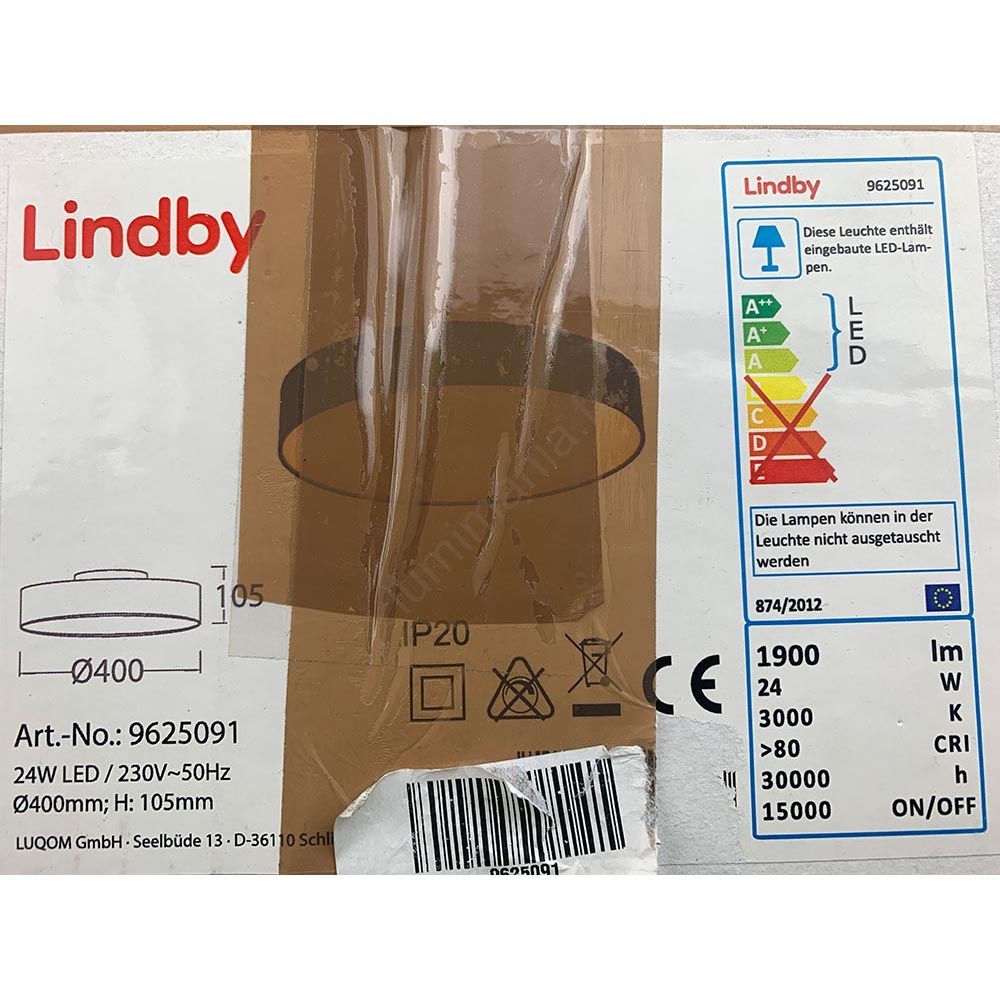 Lindby
105
Ø400
Art.-No.: 9625091
24W LED / 230V~50Hz
Ø400mm; H: 105mm
LUQOM GmbH · Seelbüde 13 · D-36110
IP20
CE
9625091
Lindby 9625091
Diese Leuchte enthält
eingebaute LED-Lam-
pen.
A++
A+
A
C
D
E
LED
Die Lampen können in der
Leuchte nicht ausgetauscht
werden
874/2012
1900 lm
24 W
3000 K
>80 CRI
30000 h
15000 ON/OFF